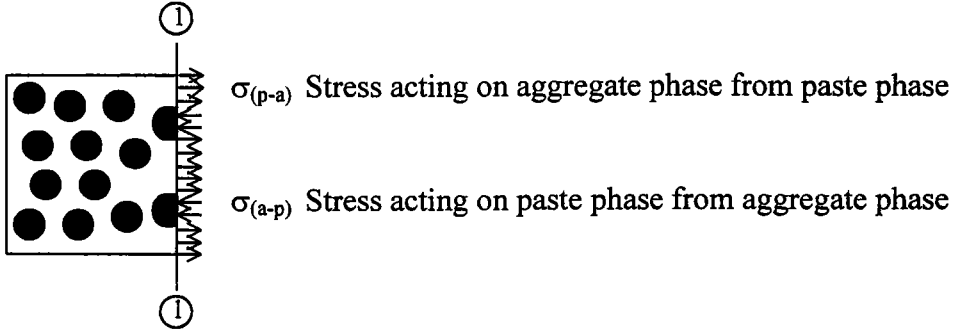 1
σ(p-a) Stress acting on aggregate phase from paste phase
σ(a-p) Stress acting on paste phase from aggregate phase
1